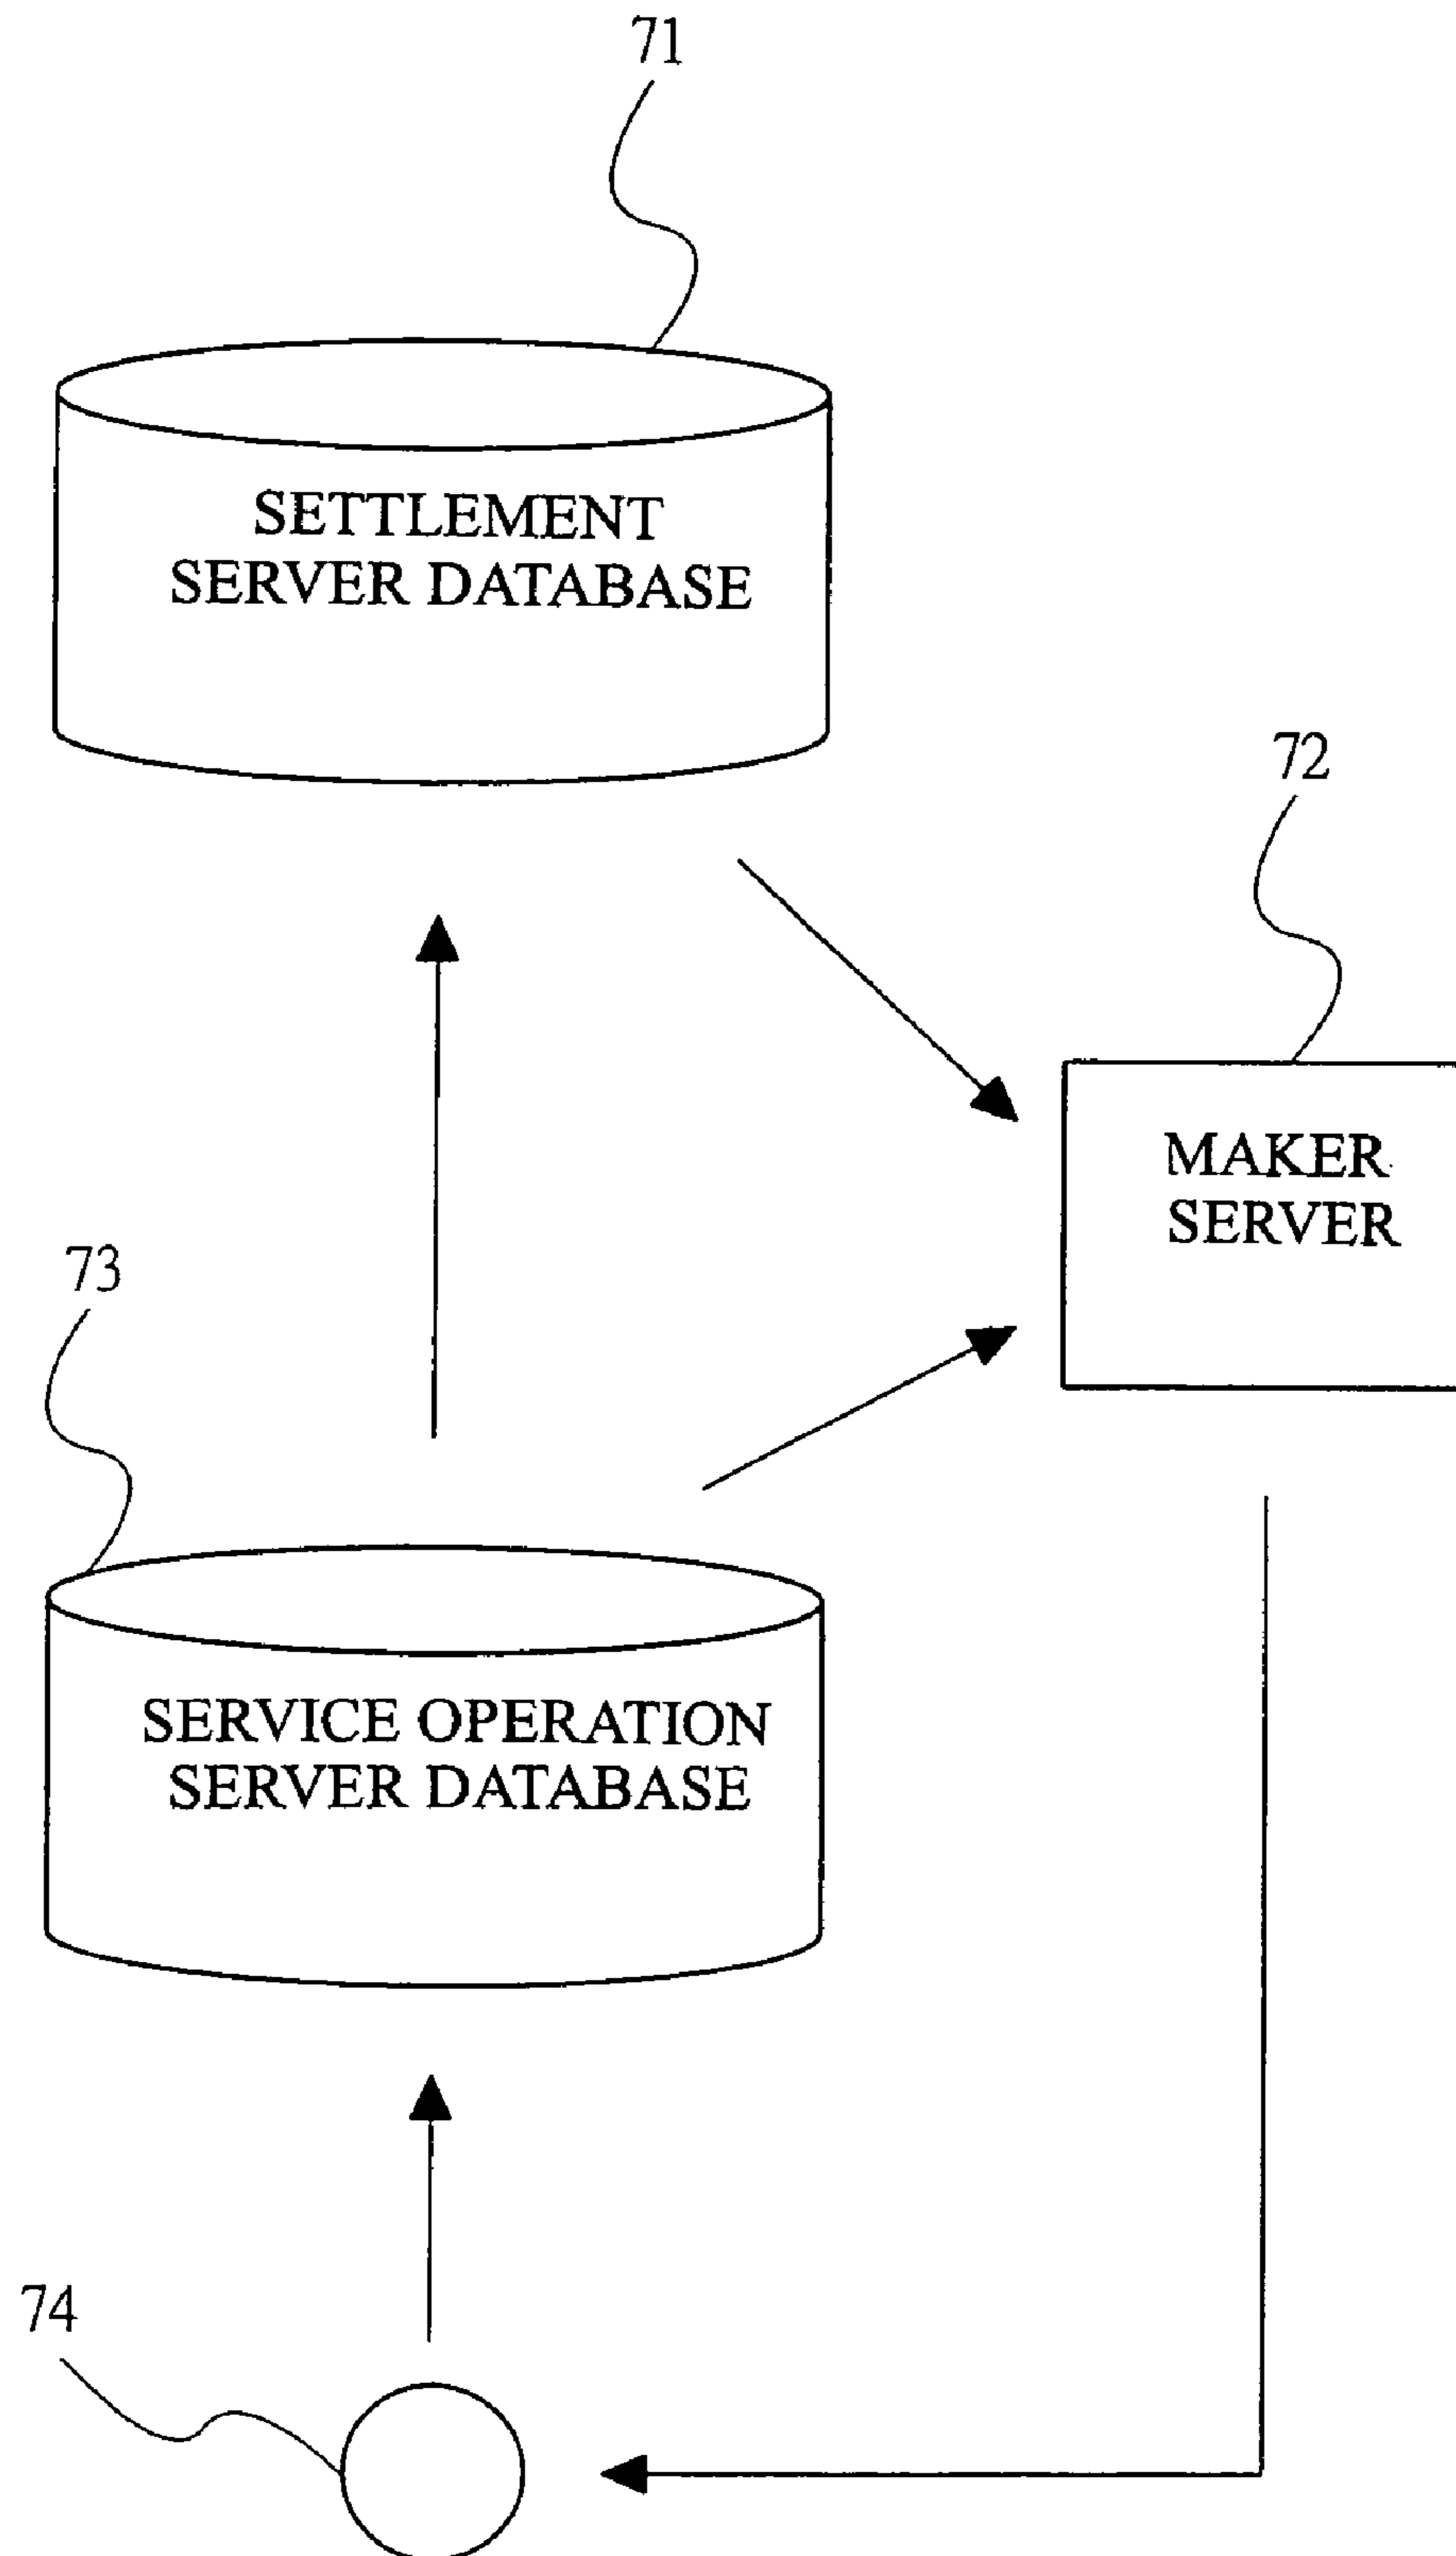 71
SETTLEMENT
SERVER DATABASE
72
MAKER
SERVER
73
SERVICE OPERATION
SERVER DATABASE
74